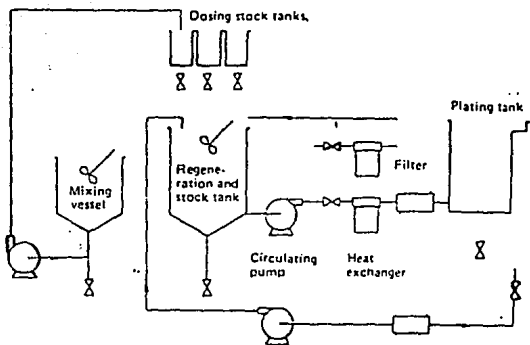 Dosing stock tanks,
Plating tank
Mixing
vessel
Regene-
ration and
stock tank
Filter
Circulating
pump
Heat
exchanger